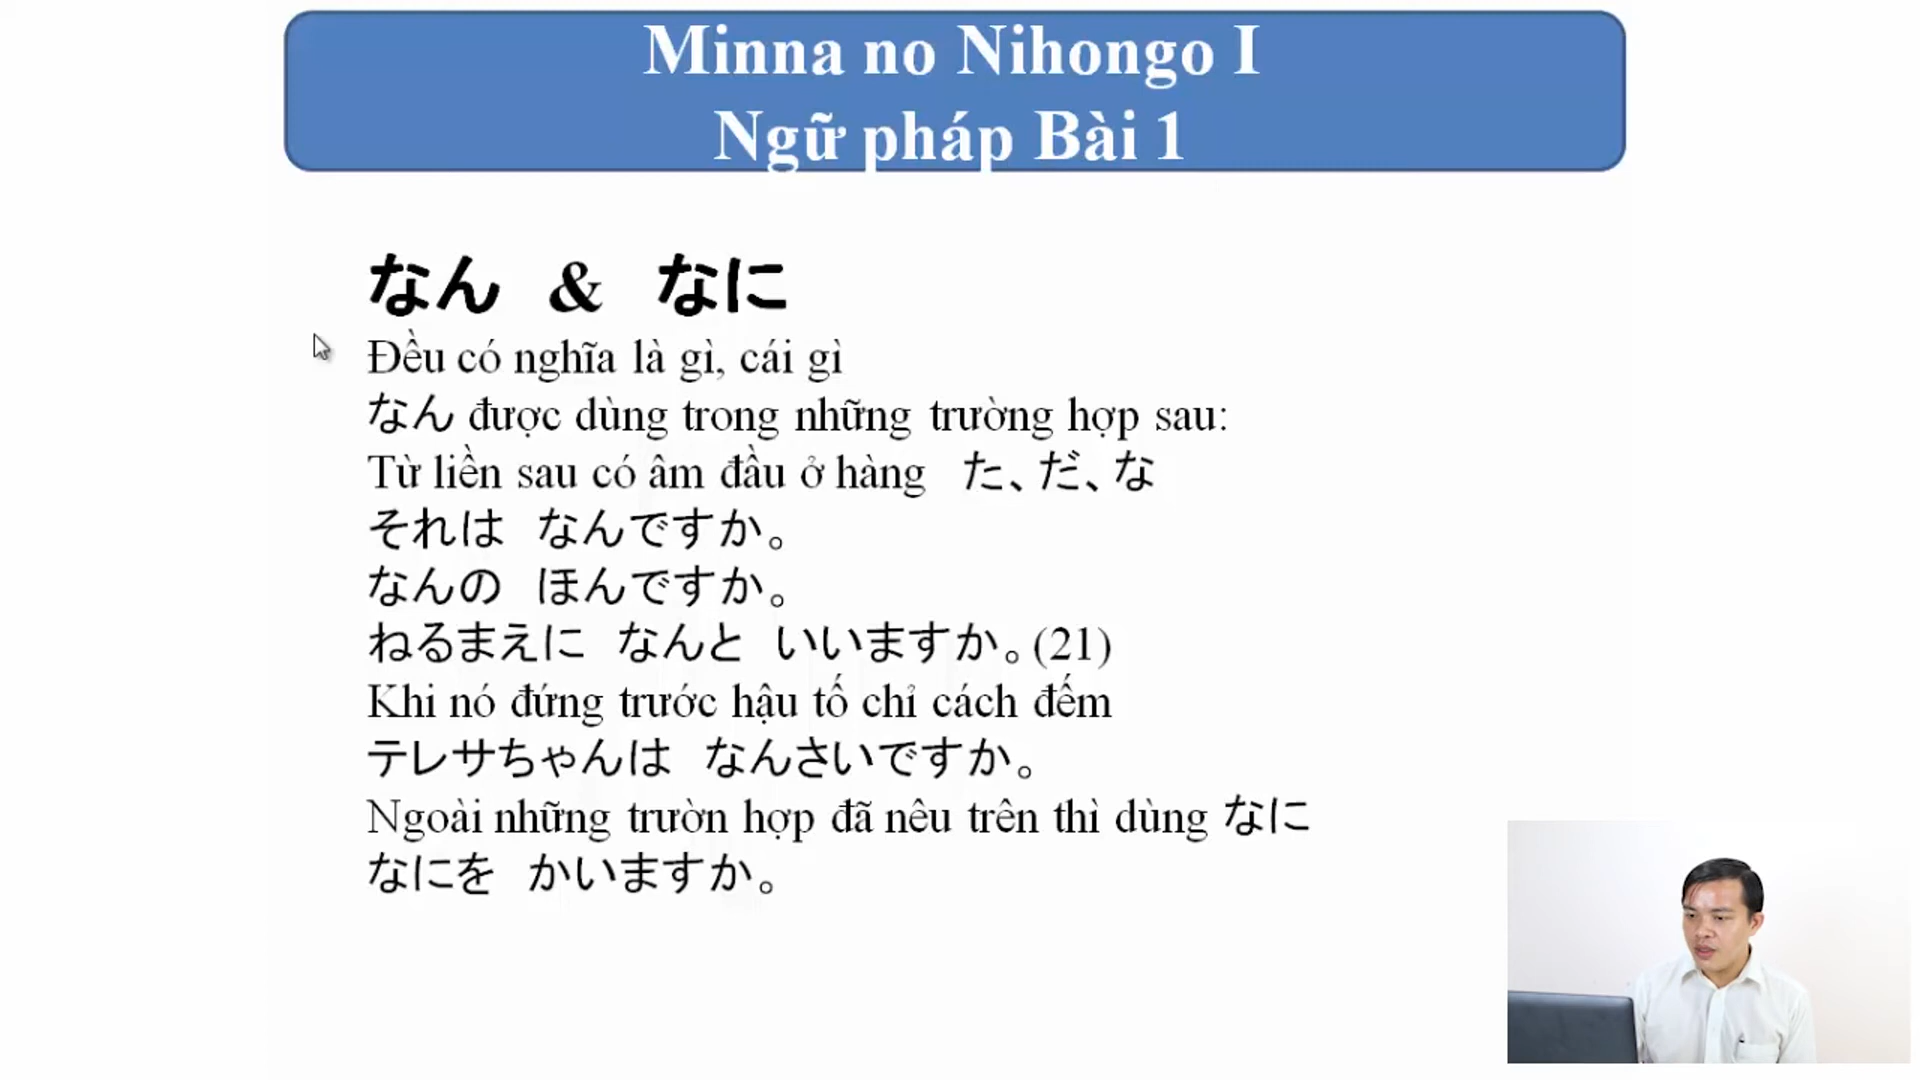 Minna no Nihongo I
Ngữ pháp Bài 1
なん & なに
Đều có nghĩa là gì, cái gì
なん được dùng trong những trường hợp sau:
Từ liền sau có âm đầu ở hàng た、だ、な
それは なんですか。
なんの ほんですか。
ねるまえに なんと いいますか。(21)
Khi nó đứng trước hậu tố chỉ cách đếm
テレサちゃんは なんさいですか。
Ngoài những trườn hợp đã nêu trên thì dùng なに
なにを かいますか。